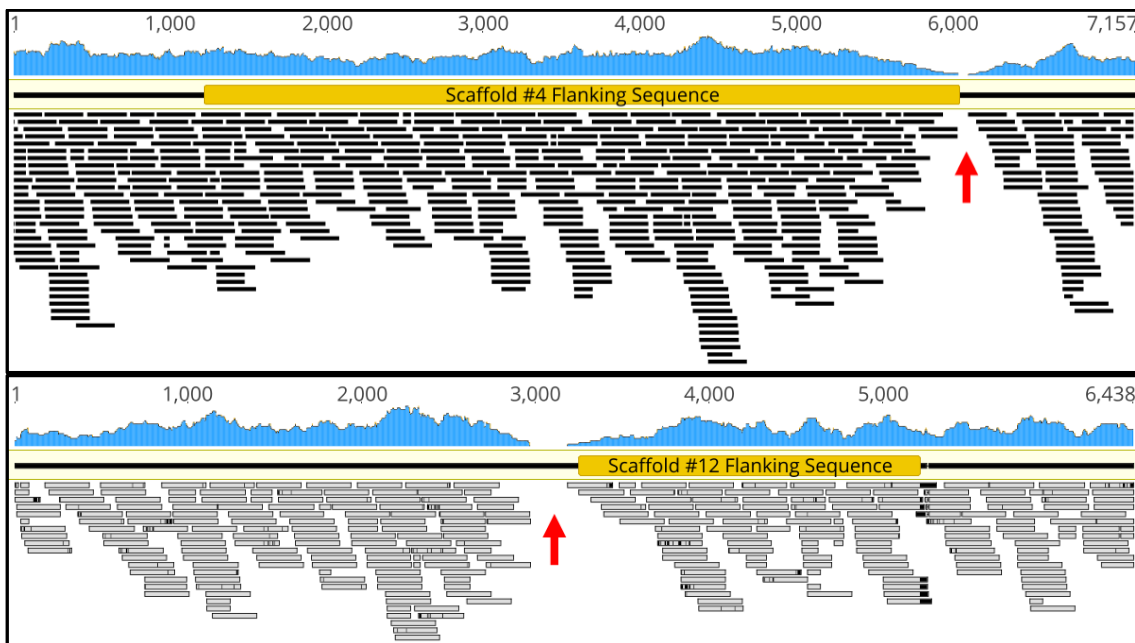 1 1,000 2,000 3,000 4,000 5,000 6,000 7,157
Scaffold #4 Flanking Sequence
1 1,000 2,000 3,000 4,000 5,000 6,438
Scaffold #12 Flanking Sequence